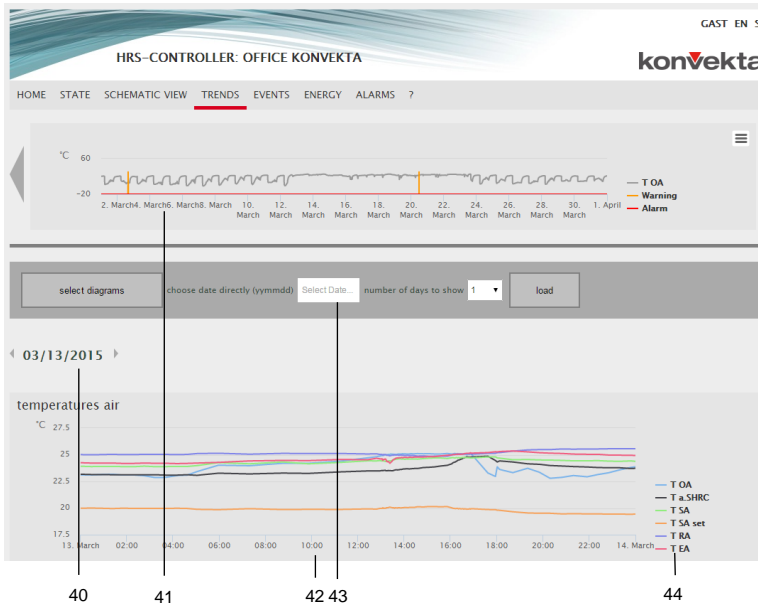 GAST EN S
HRS-CONTROLLER: OFFICE KONVEKTA
konvekta
HOME STATE SCHEMATIC VIEW TRENDS EVENTS ENERGY ALARMS ?
°C 60
-20
2. March 4. March 6. March 8. March 10. March 12. March 14. March 16. March 18. March 20. March 22. March 24. March 26. March 28. March 30. March 1. April
T OA
Warning
Alarm
select diagrams choose date directly (yymmdd) Select Date... number of days to show 1 load
03/13/2015
temperatures air
°C 27.5
25
22.5
20
17.5
13. March 02:00 04:00 06:00 08:00 10:00 12:00 14:00 16:00 18:00 20:00 22:00 14. March
T OA
T a.SHRC
T SA
T SA set
T RA
T EA
40 41 42 43 44